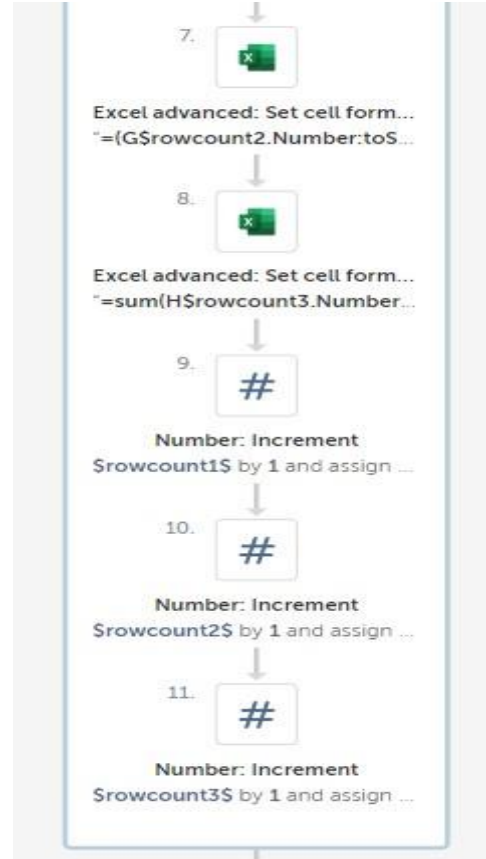 7.
Excel advanced: Set cell form...
"=(G$rowcount2.Number:toS...
8.
Excel advanced: Set cell form...
"=sum(H$rowcount3.Number...
9.
Number: Increment
$rowcount1$ by 1 and assign ...
10.
Number: Increment
$rowcount2$ by 1 and assign ...
11.
Number: Increment
$rowcount3$ by 1 and assign ...